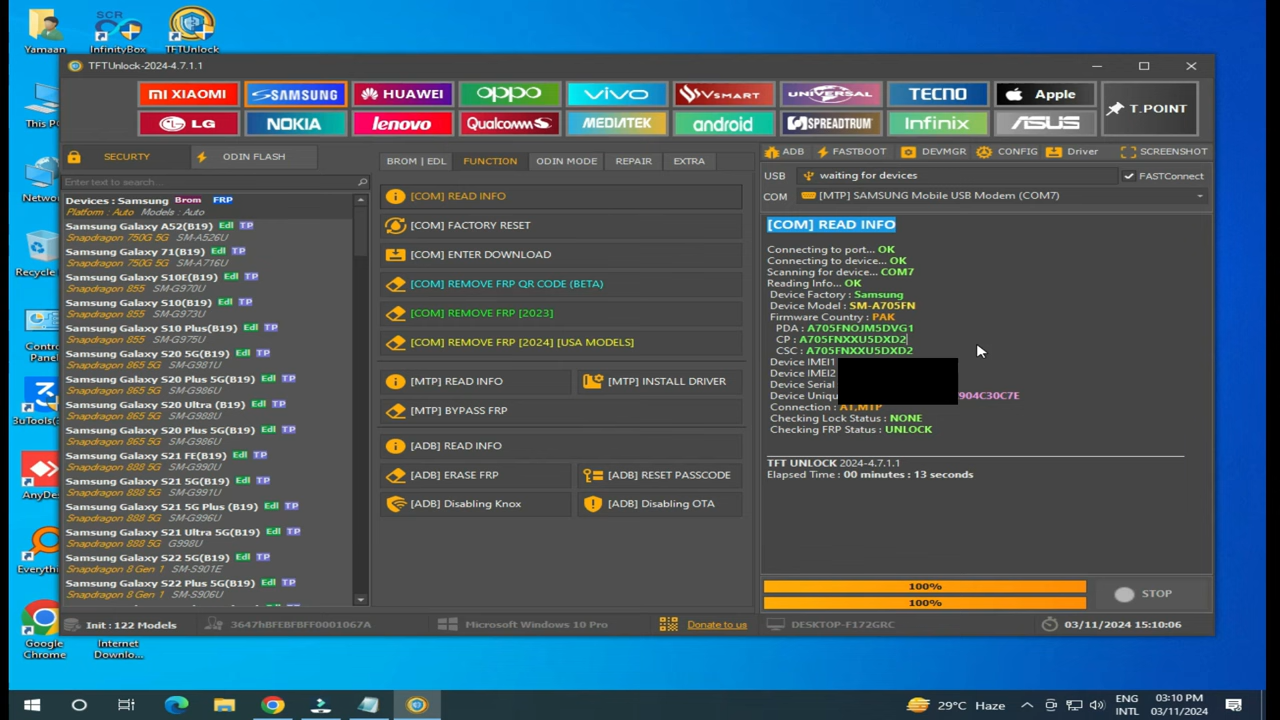 SCR
Yamaan
InfinityBox
TFTUnlock
TFTUnlock-2024-4.7.1.1
MI XIAOMI
SAMSUNG
HUAWEI
oppo
vivo
VSMART
UNIVERSAL
TECNO
Apple
T.POINT
LG
NOKIA
lenovo
Qualcomm
MEDIATEK
android
SPREADTRUM
Infinix
ASUS
This PC
Network
Recycle
Control
Panel
3uTools(
AnyDes
Everything
Google
Chrome
Internet
Downlo...
SECURTY
ODIN FLASH
BROM | EDL
FUNCTION
ODIN MODE
REPAIR
EXTRA
ADB
FASTBOOT
DEVMGR
CONFIG
Driver
SCREENSHOT
Enter text to search...
Devices : Samsung Brom FRP
Platform : Auto Models : Auto
Samsung Galaxy A52(B19) Edl TP
Snapdragon 750G 5G SM-A526U
Samsung Galaxy 71(B19) Edl TP
Snapdragon 750G 5G SM-A716U
Samsung Galaxy S10E(B19) Edl TP
Snapdragon 855 SM-G970U
Samsung Galaxy S10(B19) Edl TP
Snapdragon 855 SM-G973U
Samsung Galaxy S10 Plus(B19) Edl TP
Snapdragon 855 SM-G975U
Samsung Galaxy S20 5G(B19) Edl TP
Snapdragon 865 5G SM-G981U
Samsung Galaxy S20 Plus 5G(B19) Edl TP
Snapdragon 865 5G SM-G986U
Samsung Galaxy S20 Ultra (B19) Edl TP
Snapdragon 865 5G SM-G988U
Samsung Galaxy S20 Plus 5G(B19) Edl TP
Snapdragon 865 5G SM-G986U
Samsung Galaxy S21 FE(B19) Edl TP
Snapdragon 888 5G SM-G990U
Samsung Galaxy S21(B19) Edl TP
Snapdragon 888 5G SM-G991U
Samsung Galaxy S21 5G Plus (B19) Edl TP
Snapdragon 888 5G SM-G996U
Samsung Galaxy S21 Ultra 5G(B19) Edl TP
Snapdragon 888 5G G998U
Samsung Galaxy S22 5G(B19) Edl TP
Snapdragon 8 Gen 1 SM-S901E
Samsung Galaxy S22 Plus 5G(B19) Edl TP
Snapdragon 8 Gen 1 SM-S906U
[COM] READ INFO
[COM] FACTORY RESET
[COM] ENTER DOWNLOAD
[COM] REMOVE FRP QR CODE (BETA)
[COM] REMOVE FRP [2023]
[COM] REMOVE FRP [2024] [USA MODELS]
[MTP] READ INFO
[MTP] INSTALL DRIVER
[MTP] BYPASS FRP
[ADB] READ INFO
[ADB] ERASE FRP
[ADB] RESET PASSCODE
[ADB] Disabling Knox
[ADB] Disabling OTA
USB waiting for devices
FASTConnect
COM [MTP] SAMSUNG Mobile USB Modem (COM7)
[COM] READ INFO
Connecting to port... OK
Connecting to device... OK
Scanning for device... COM7
Reading Info... OK
Device Factory : Samsung
Device Model : SM-A705FN
Firmware Country : PAK
PDA : A705FNOJM5DVG1
CP : A705FNXXU5DXD2
CSC : A705FNXXU5DXD2
Device IMEI1
Device IMEI2
Device Serial
Device Uniqu 904C30C7E
Connection : AT,MTP
Checking Lock Status : NONE
Checking FRP Status : UNLOCK
TFT UNLOCK 2024-4.7.1.1
Elapsed Time : 00 minutes : 13 seconds
100%
100%
STOP
Init : 122 Models
3647hBFEBFBFF0001067A
Microsoft Windows 10 Pro
Donate to us
DESKTOP-F172GRC
03/11/2024 15:10:06
29°C Haze
ENG
INTL
03:10 PM
03/11/2024